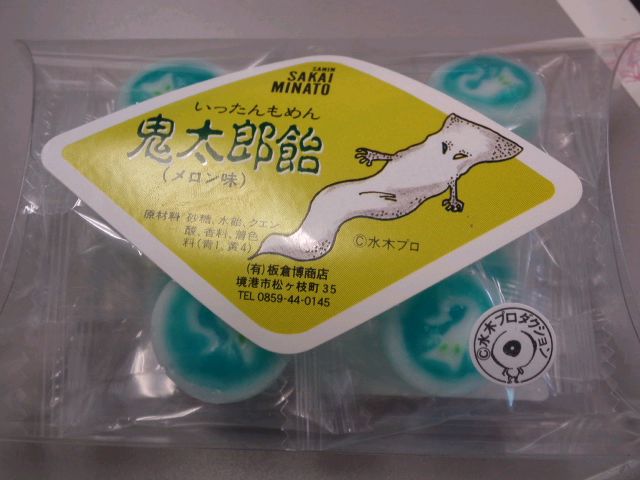 SANIN
SAKAI
MINATO
いったんもめん
鬼太郎飴
(メロン味)
原材料 砂糖、水飴、クエン
酸、香料、着色
料(青1、黄4)
©水木プロ
(有)板倉博商店
境港市松ヶ枝町35
TEL 0859-44-0145
©水木プロダクション